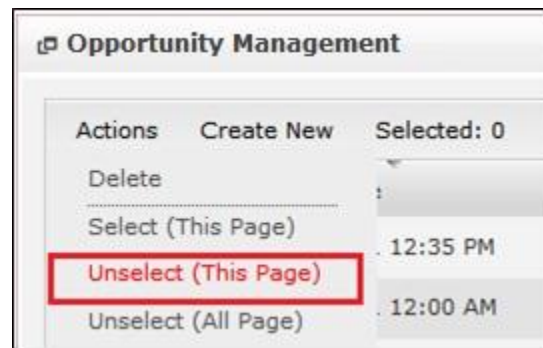 Opportunity Management
Actions Create New Selected: 0
Delete
Select (This Page)
Unselect (This Page)
. 12:35 PM
Unselect (All Page)
. 12:00 AM